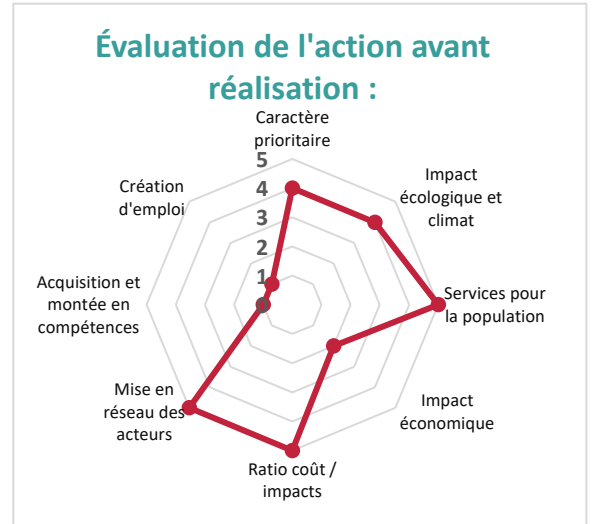 Évaluation de l'action avant
réalisation :
Caractère
prioritaire
Impact
écologique et
climat
Services pour
la population
Impact
économique
Ratio coût /
impacts
Mise en
réseau des
acteurs
Acquisition et
montée en
compétences
Création
d'emploi
5
4
3
2
1
0